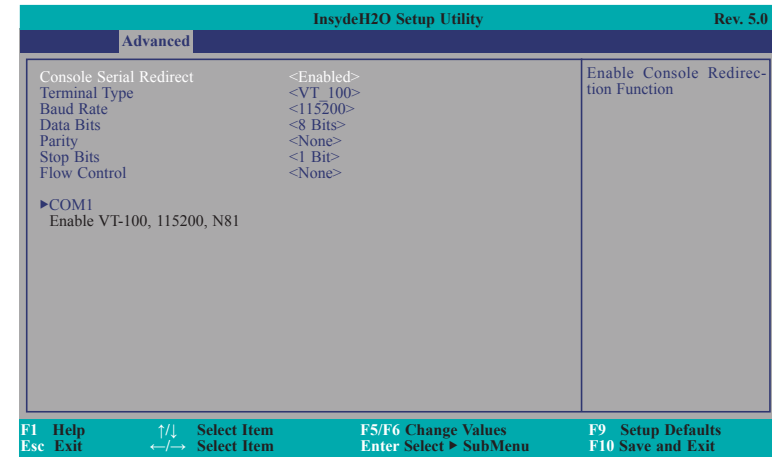 InsydeH2O Setup Utility Rev. 5.0
Advanced
Console Serial Redirect <Enabled>
Terminal Type <VT_100>
Baud Rate <115200>
Data Bits <8 Bits>
Parity <None>
Stop Bits <1 Bit>
Flow Control <None>
▶COM1
Enable VT-100, 115200, N81
Enable Console Redirec-
tion Function
F1 Help ↑/↓ Select Item F5/F6 Change Values F9 Setup Defaults
Esc Exit ←/→ Select Item Enter Select ▶ SubMenu F10 Save and Exit